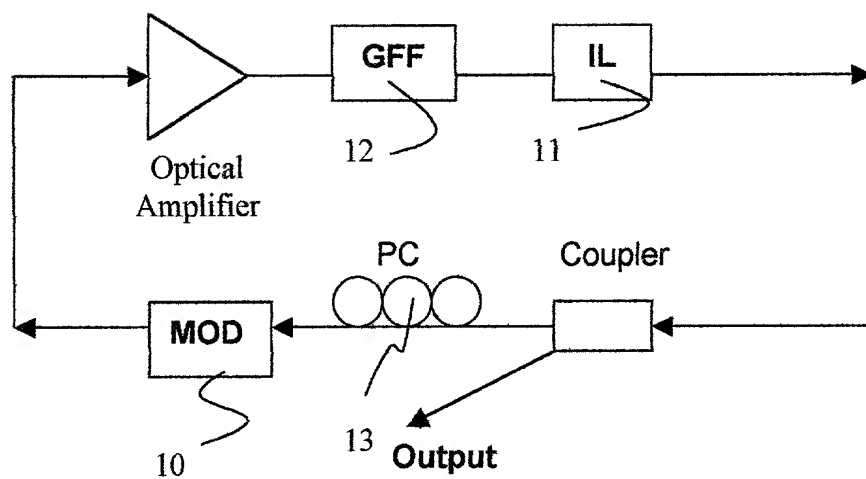 GFF
IL
12
11
Optical
Amplifier
PC
Coupler
MOD
10
13
Output